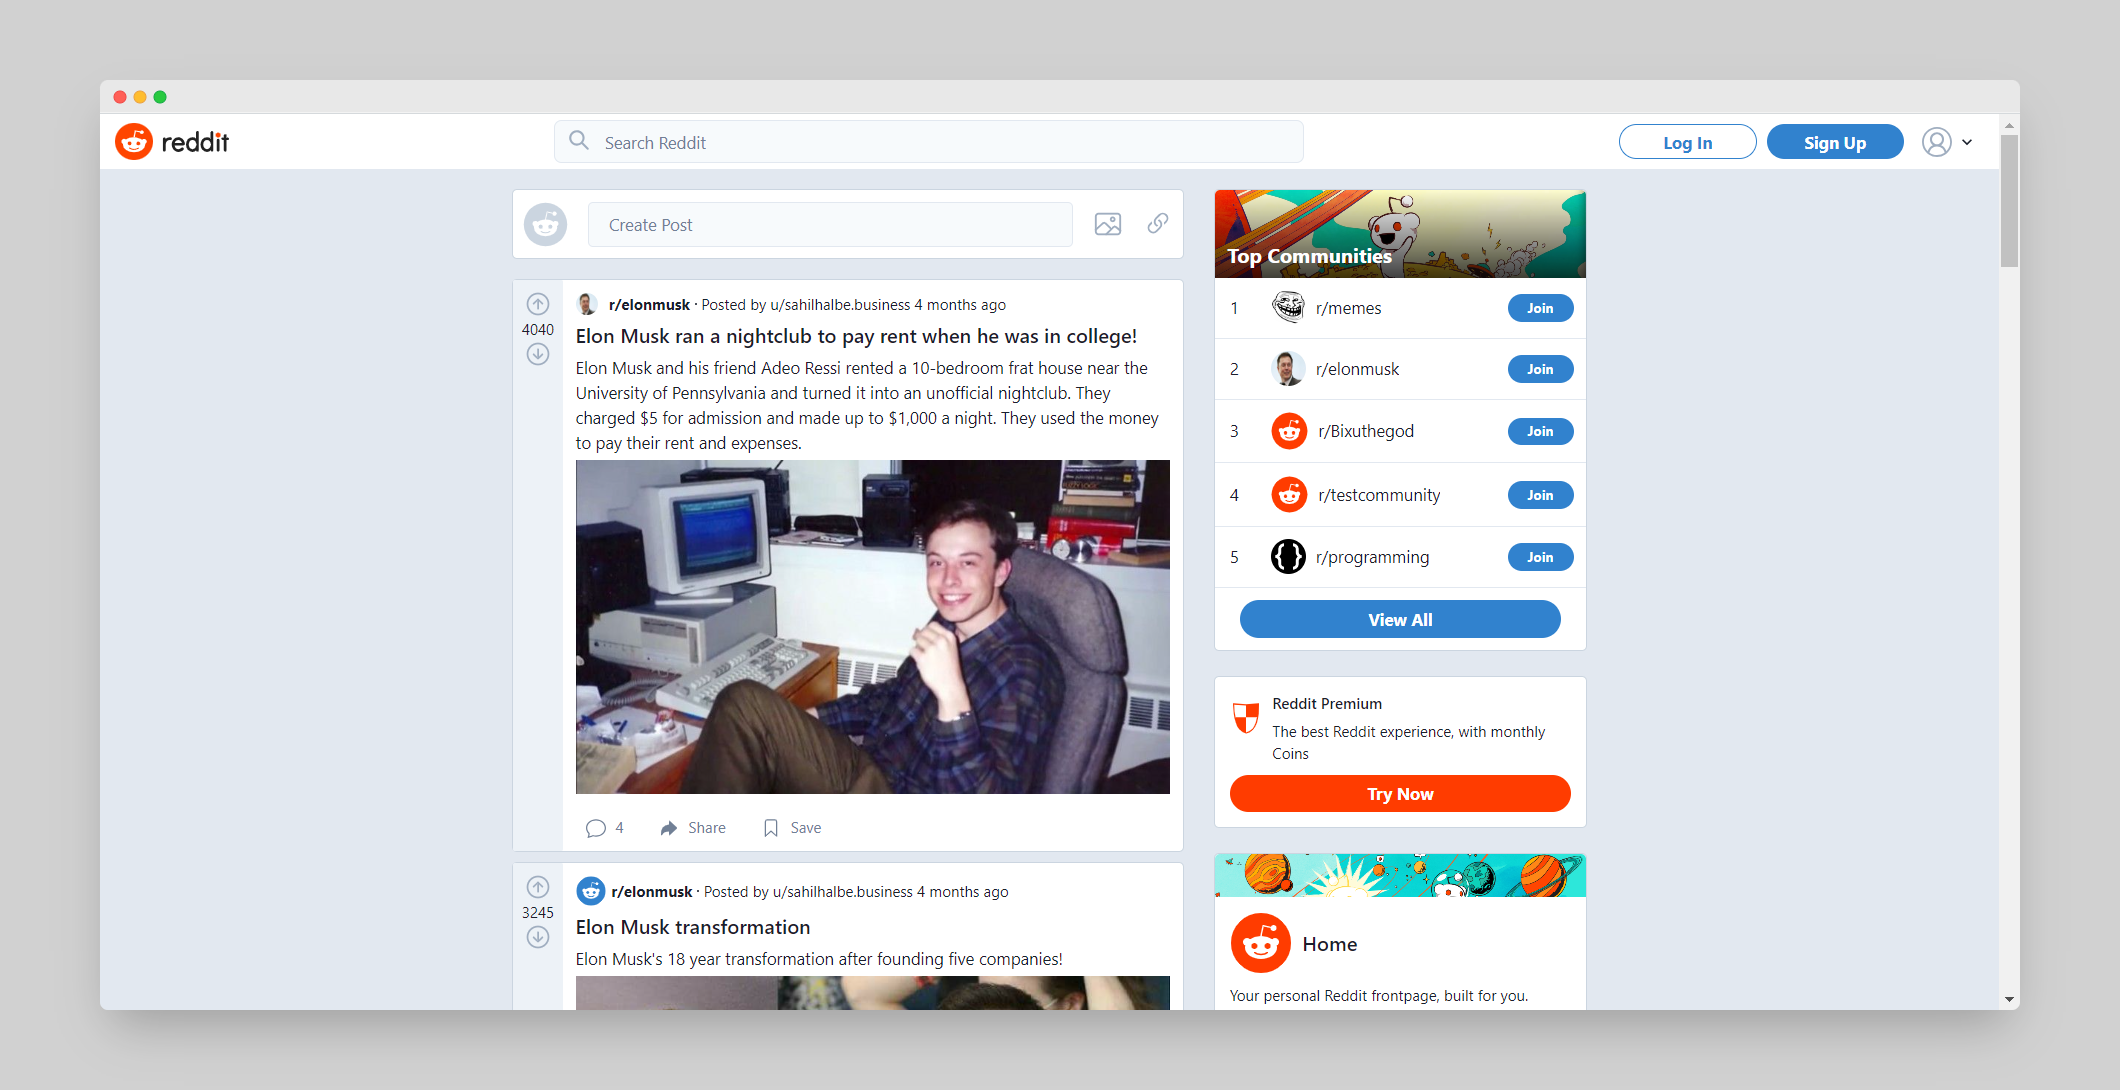 reddit
Search Reddit
Log In
Sign Up
Create Post
4040
r/elonmusk · Posted by u/sahilhalbe.business 4 months ago
Elon Musk ran a nightclub to pay rent when he was in college!
Elon Musk and his friend Adeo Ressi rented a 10-bedroom frat house near the
University of Pennsylvania and turned it into an unofficial nightclub. They
charged $5 for admission and made up to $1,000 a night. They used the money
to pay their rent and expenses.
4
Share
Save
3245
r/elonmusk · Posted by u/sahilhalbe.business 4 months ago
Elon Musk transformation
Elon Musk's 18 year transformation after founding five companies!
Top Communities
1 r/memes Join
2 r/elonmusk Join
3 r/Bixuthegod Join
4 r/testcommunity Join
5 r/programming Join
View All
Reddit Premium
The best Reddit experience, with monthly
Coins
Try Now
Home
Your personal Reddit frontpage, built for you.